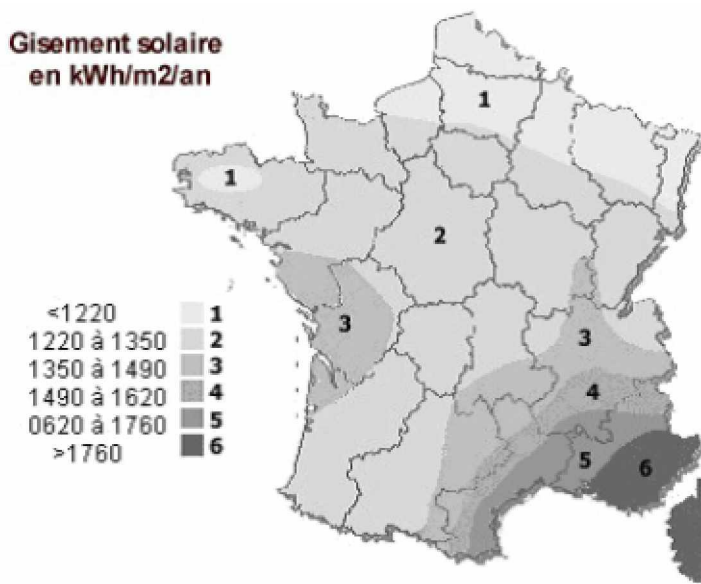 Gisement solaire
en kWh/m2/an
1
1
2
3
3
4
5
6
<1220 1
1220 à 1350 2
1350 à 1490 3
1490 à 1620 4
0620 à 1760 5
>1760 6